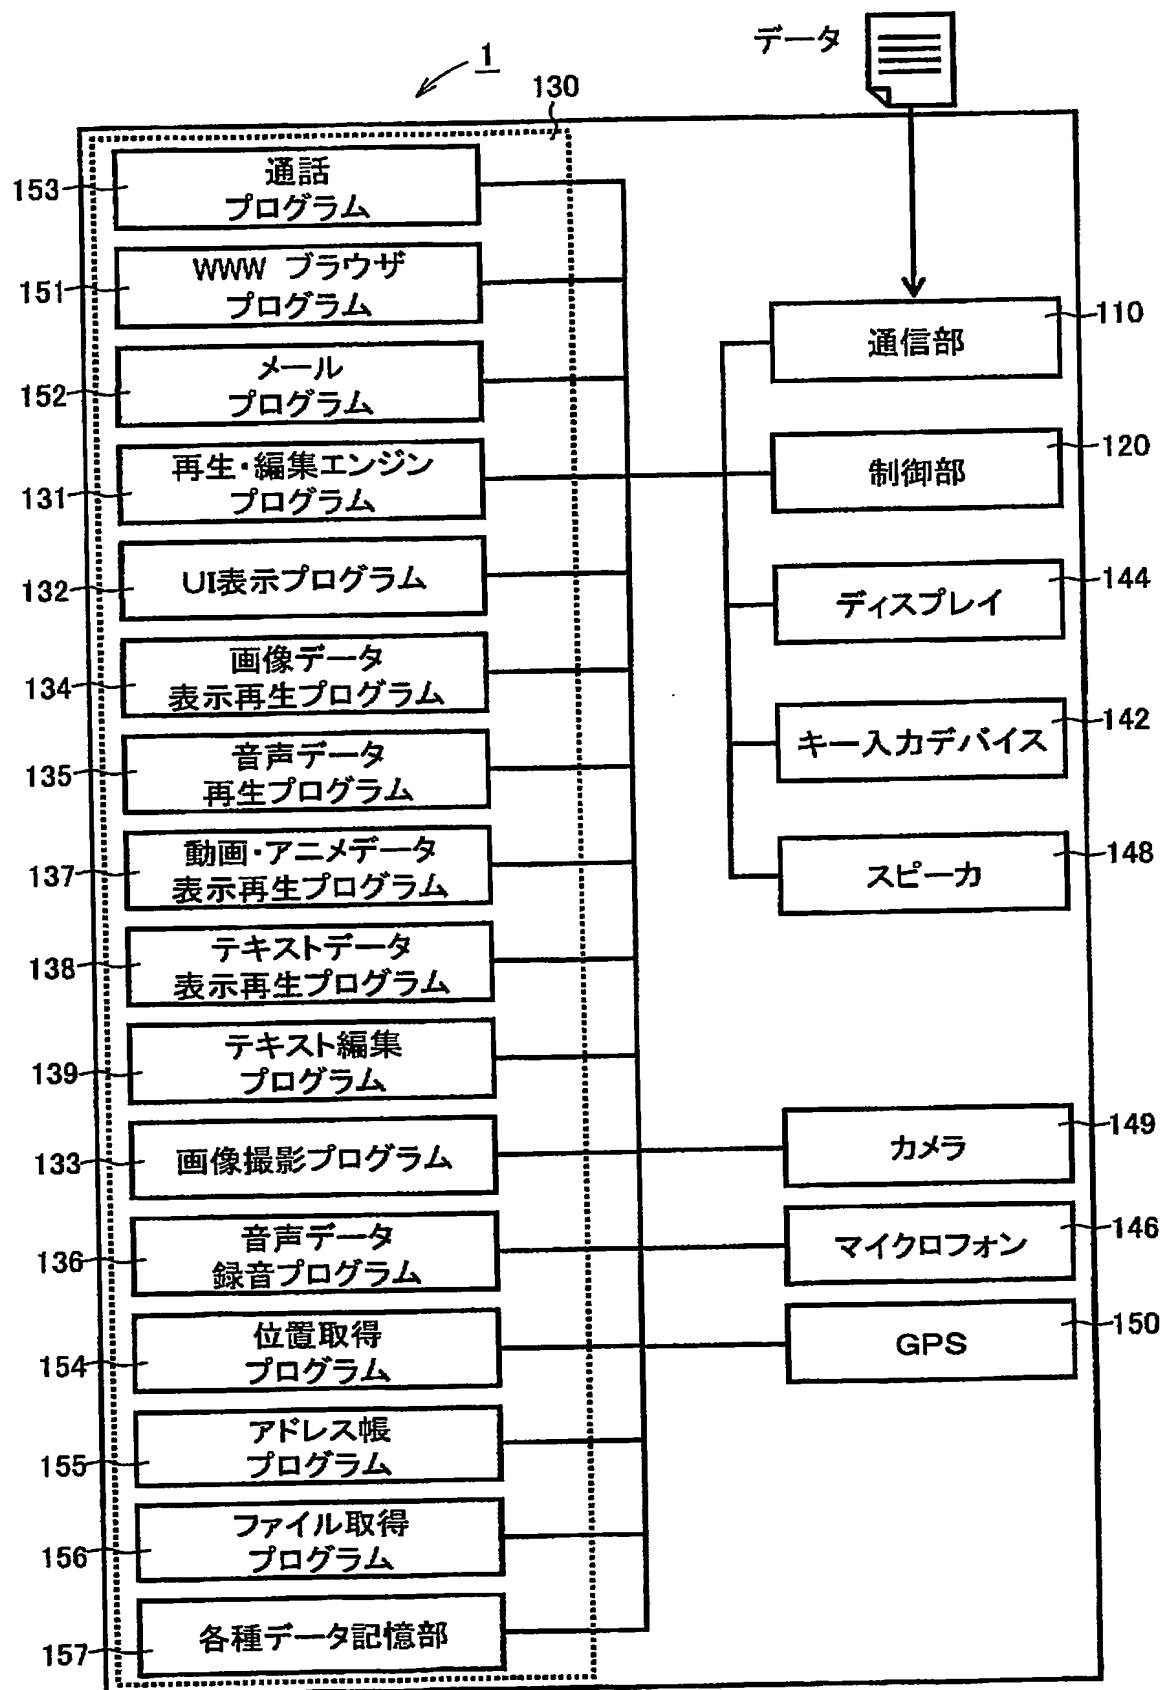 データ
1
130
153
通話
プログラム
151
WWW ブラウザ
プログラム
152
メール
プログラム
131
再生・編集エンジン
プログラム
132
UI表示プログラム
134
画像データ
表示再生プログラム
135
音声データ
再生プログラム
137
動画・アニメデータ
表示再生プログラム
138
テキストデータ
表示再生プログラム
139
テキスト編集
プログラム
133
画像撮影プログラム
136
音声データ
録音プログラム
154
位置取得
プログラム
155
アドレス帳
プログラム
156
ファイル取得
プログラム
157
各種データ記憶部
通信部
110
制御部
120
ディスプレイ
144
キー入力デバイス
142
スピーカ
148
カメラ
149
マイクロフォン
146
GPS
150